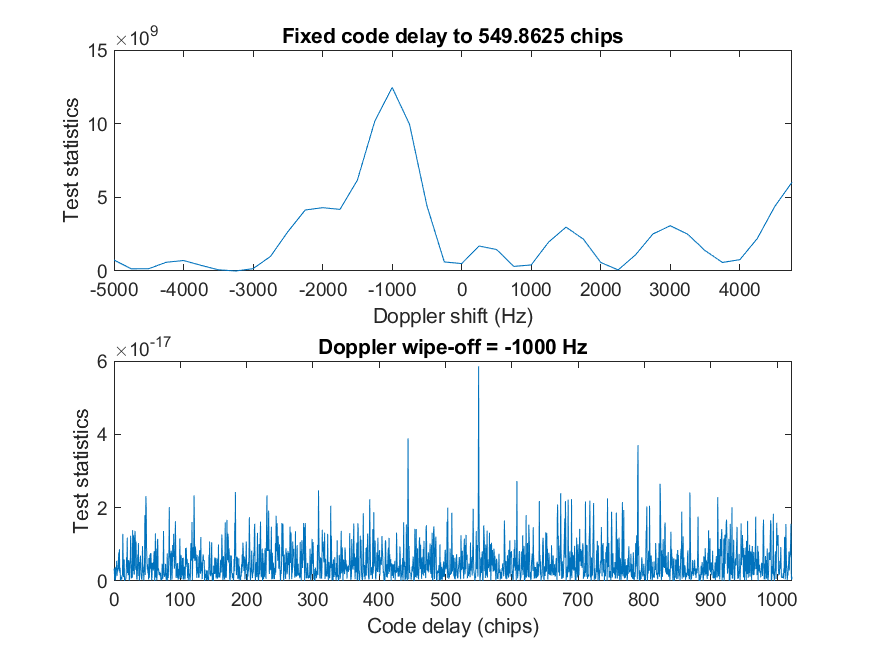 Fixed code delay to 549.8625 chips
×10^9
15
10
5
0
Test statistics
-5000 -4000 -3000 -2000 -1000 0 1000 2000 3000 4000
Doppler shift (Hz)
Doppler wipe-off = -1000 Hz
×10^-17
6
4
2
0
Test statistics
0 100 200 300 400 500 600 700 800 900 1000
Code delay (chips)